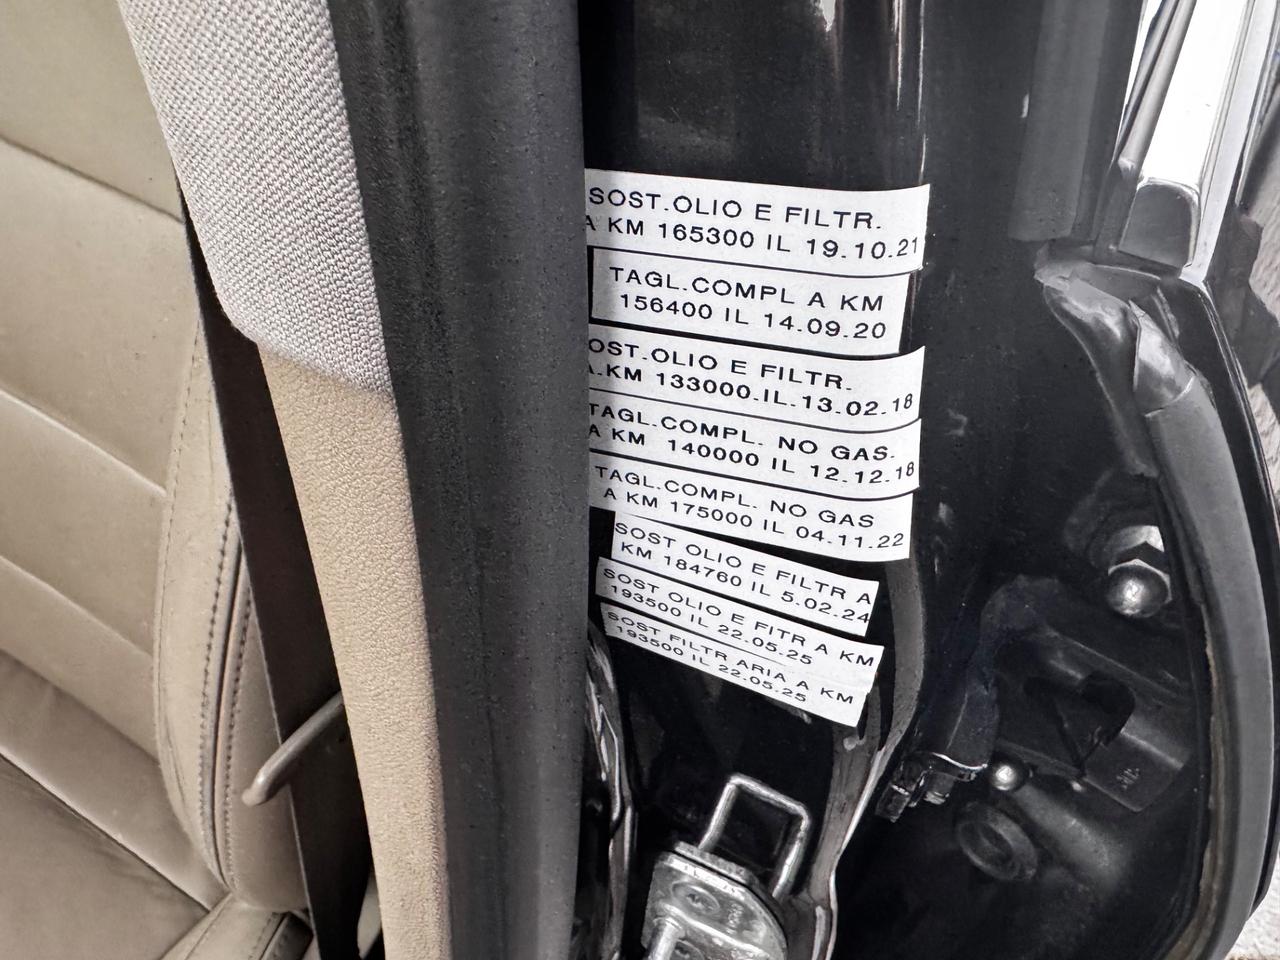 SOST.OLIO E FILTR.
A KM 165300 IL 19.10.21
TAGL.COMPL A KM
156400 IL 14.09.20
OST.OLIO E FILTR.
A.KM 133000.IL.13.02.18
TAGL.COMPL. NO GAS.
A KM 140000 IL 12.12.18
TAGL.COMPL. NO GAS
A KM 175000 IL 04.11.22
SOST OLIO E FILTR A
KM 184760 IL 5.02.24
SOST OLIO E FITR A KM
193500 IL 22.05.25
SOST FILTR ARIA A KM
193500 IL 22.05.25